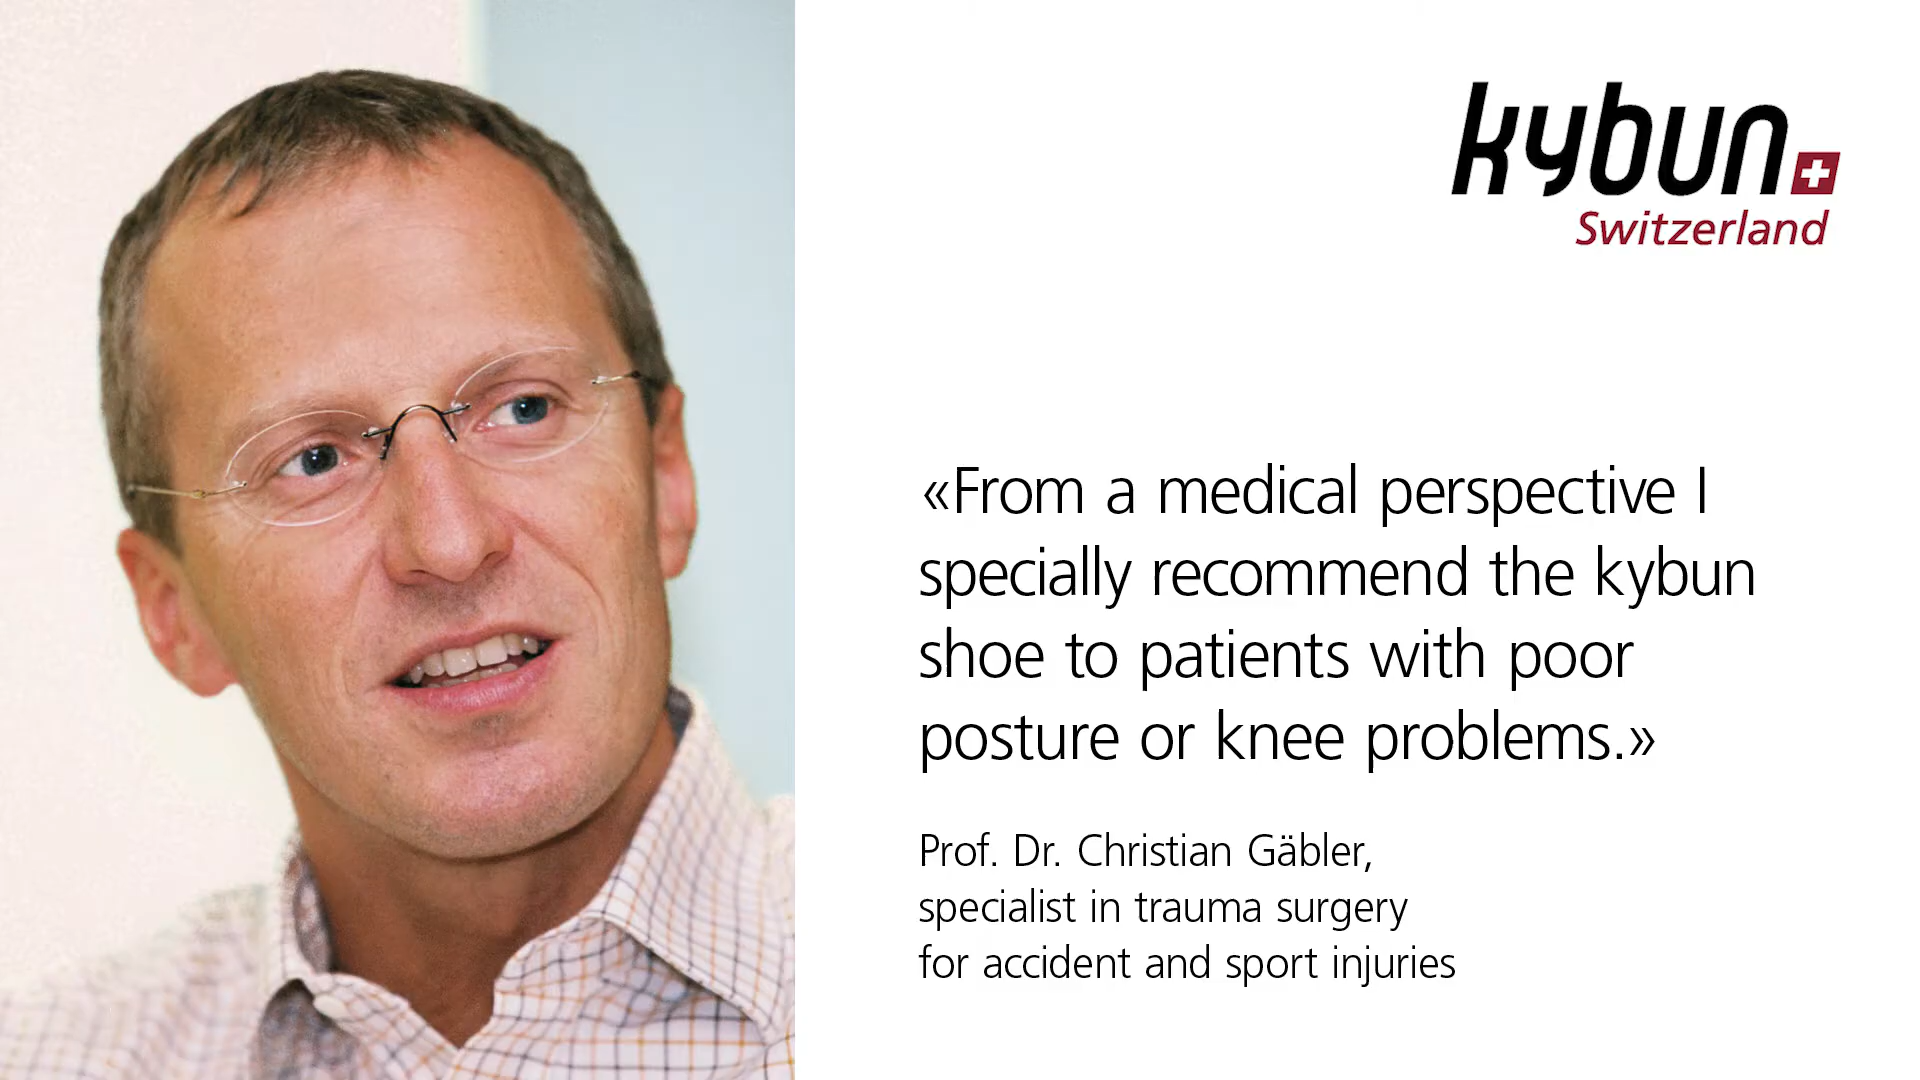 kybun
Switzerland
«From a medical perspective I
specially recommend the kybun
shoe to patients with poor
posture or knee problems.»
Prof. Dr. Christian Gäbler,
specialist in trauma surgery
for accident and sport injuries